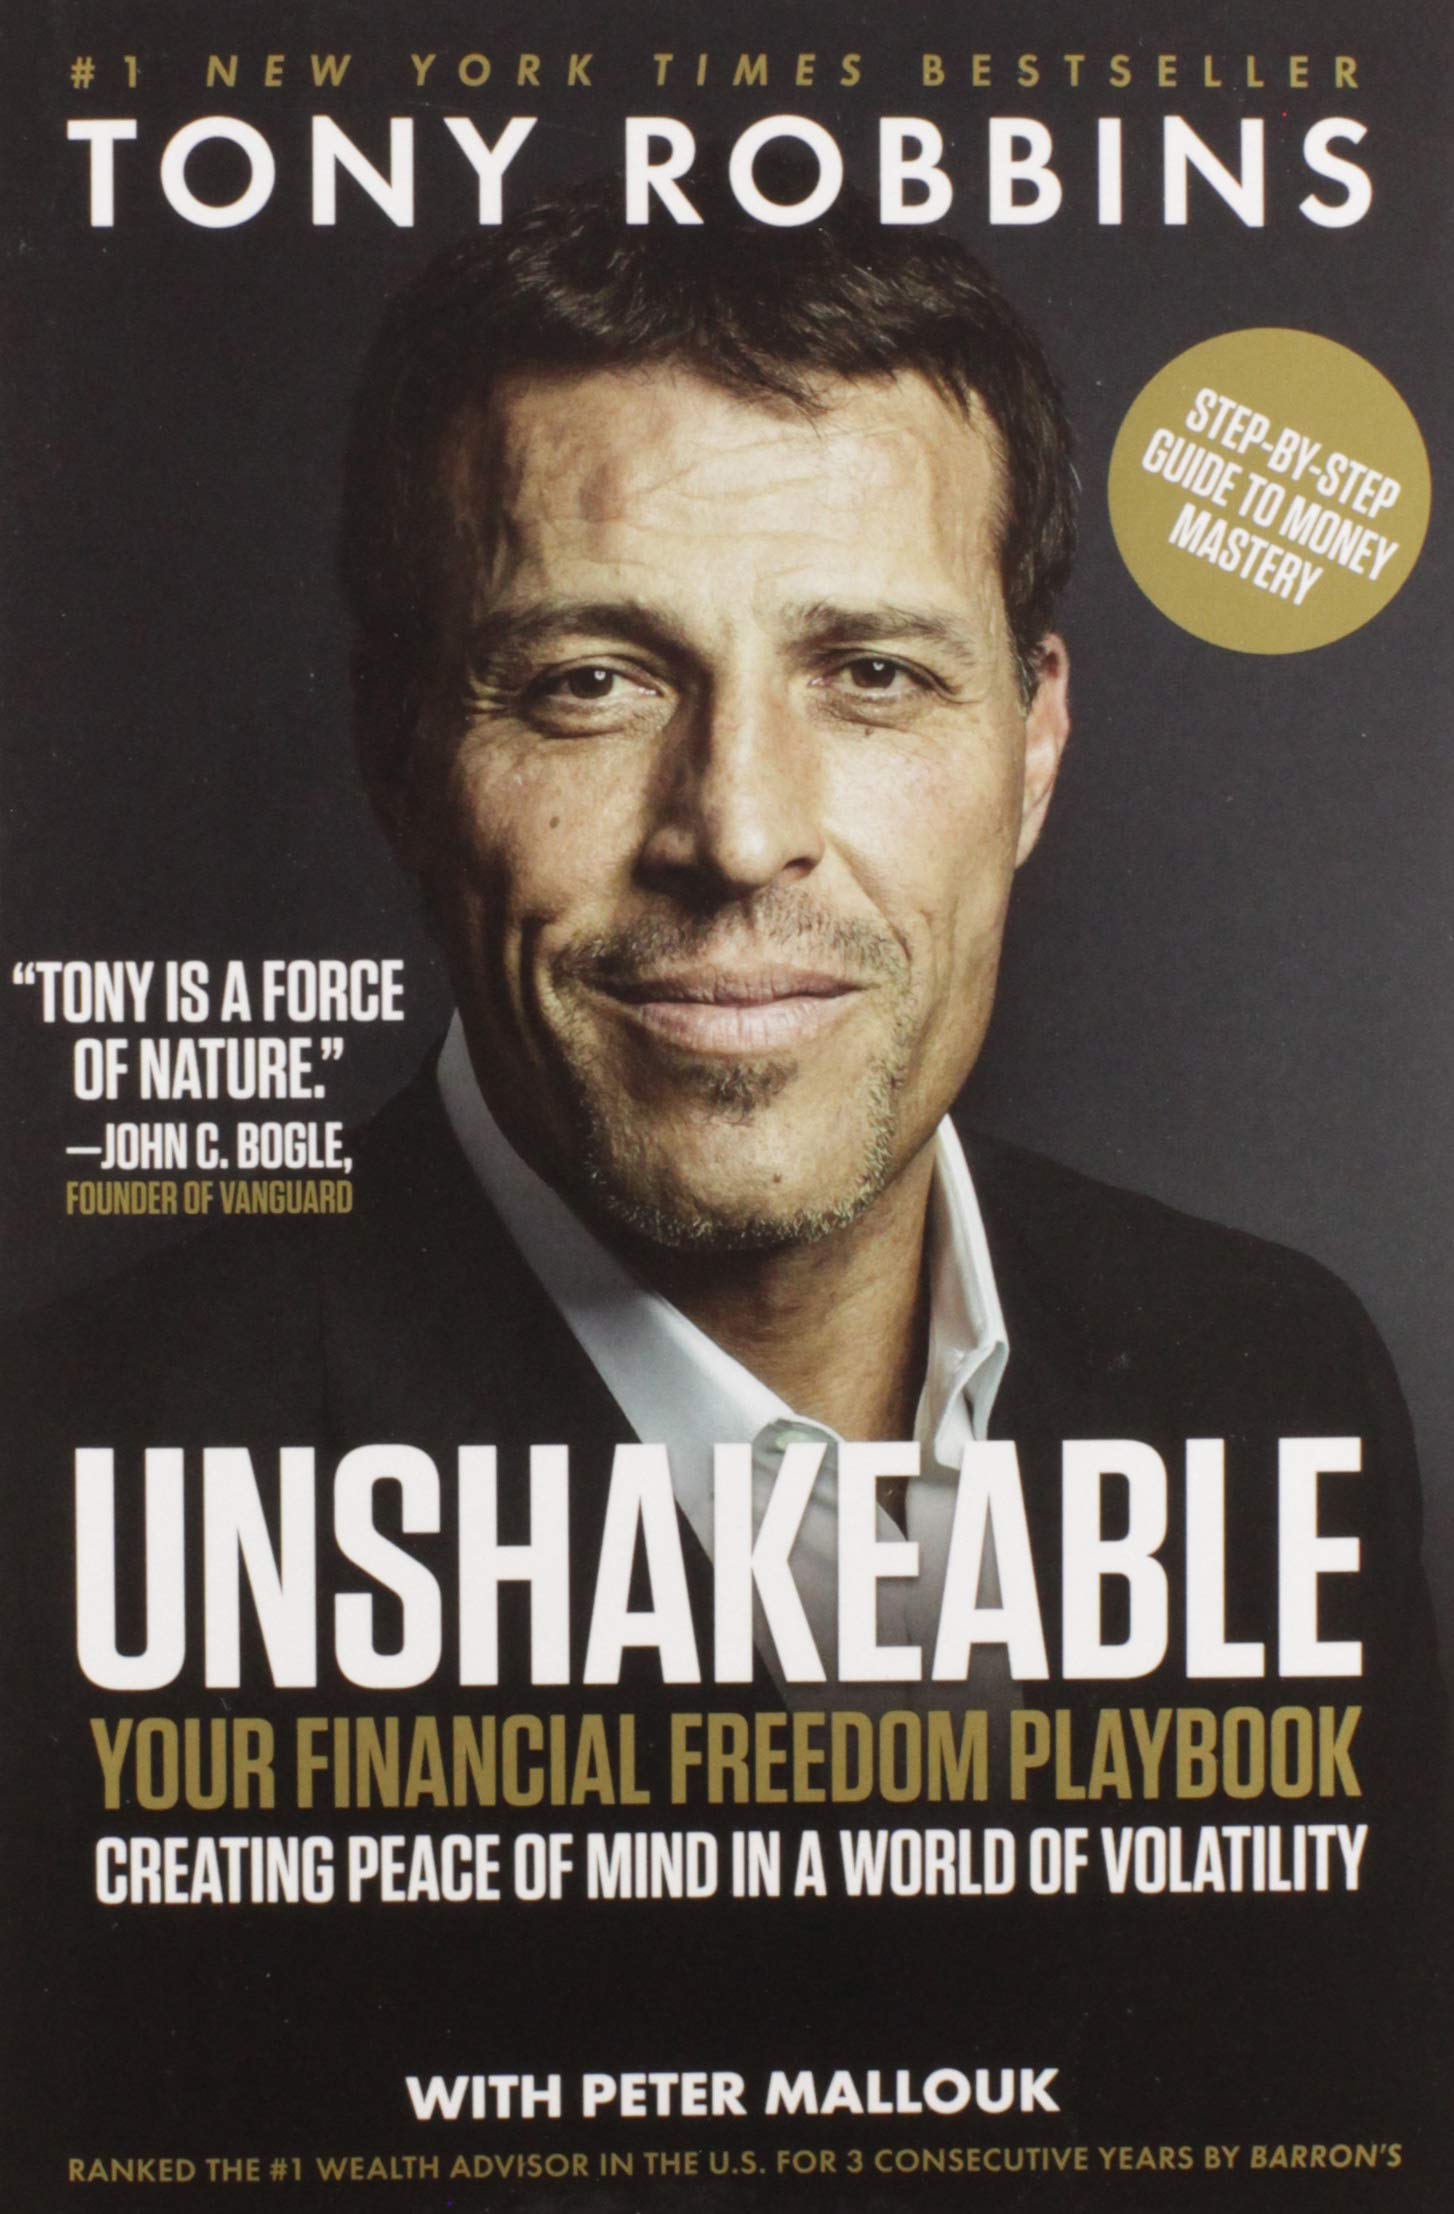 #1 NEW YORK TIMES BESTSELLER
TONY ROBBINS
STEP-BY-STEP
GUIDE TO MONEY
MASTERY
“TONY IS A FORCE
OF NATURE.”
—JOHN C. BOGLE,
FOUNDER OF VANGUARD
UNSHAKEABLE
YOUR FINANCIAL FREEDOM PLAYBOOK
CREATING PEACE OF MIND IN A WORLD OF VOLATILITY
WITH PETER MALLOUK
RANKED THE #1 WEALTH ADVISOR IN THE U.S. FOR 3 CONSECUTIVE YEARS BY BARRON'S